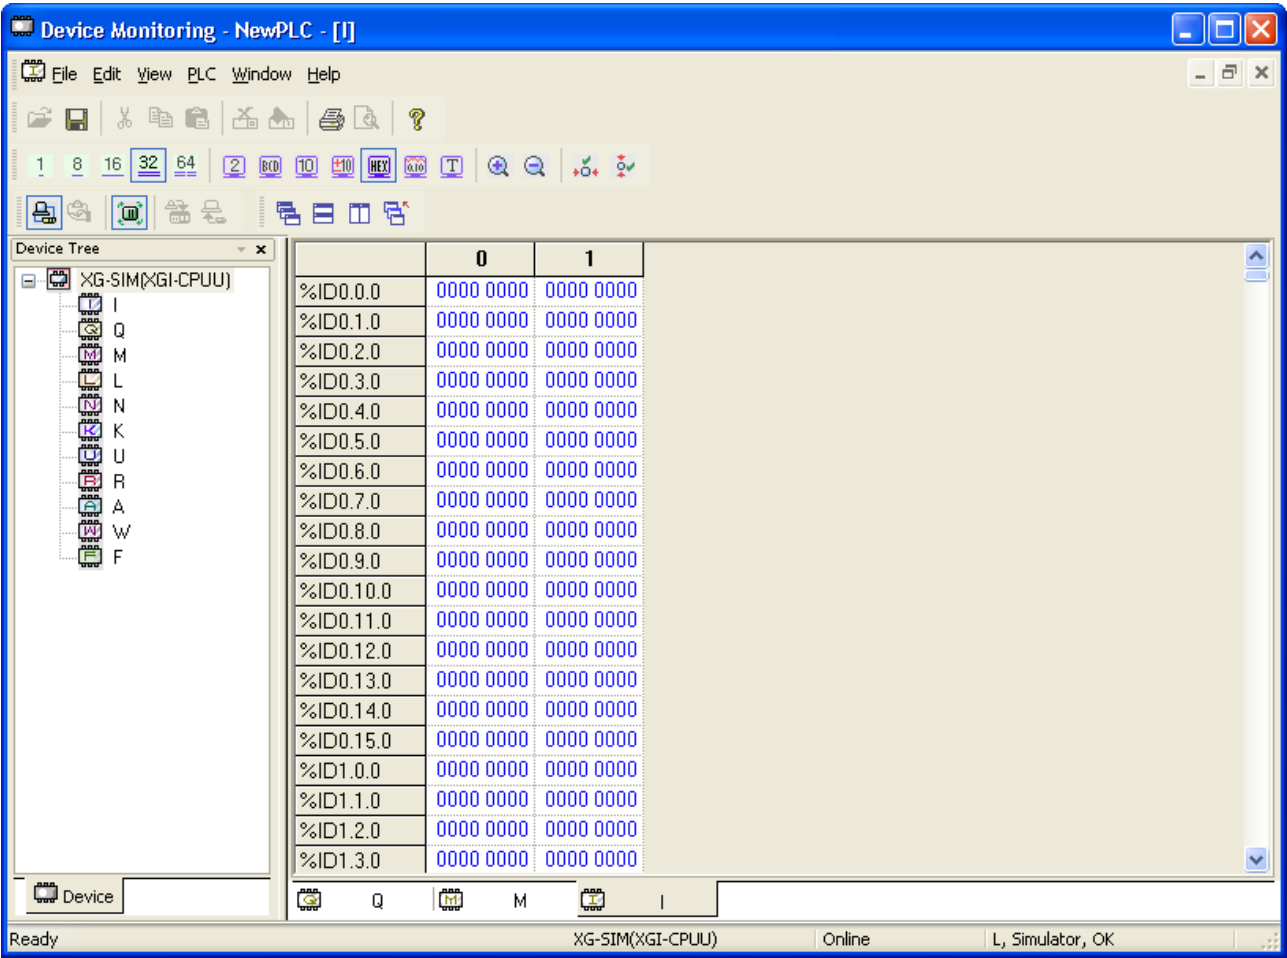 Device Monitoring - NewPLC - [I]
File Edit View PLC Window Help
1 8 16 32 64 2 BCD 10 ±10 HEX 0.10 T
Device Tree
XG-SIM(XGI-CPUU)
I
Q
M
L
N
K
U
R
A
W
F
Device
0 1
%ID0.0.0 0000 0000 0000 0000
%ID0.1.0 0000 0000 0000 0000
%ID0.2.0 0000 0000 0000 0000
%ID0.3.0 0000 0000 0000 0000
%ID0.4.0 0000 0000 0000 0000
%ID0.5.0 0000 0000 0000 0000
%ID0.6.0 0000 0000 0000 0000
%ID0.7.0 0000 0000 0000 0000
%ID0.8.0 0000 0000 0000 0000
%ID0.9.0 0000 0000 0000 0000
%ID0.10.0 0000 0000 0000 0000
%ID0.11.0 0000 0000 0000 0000
%ID0.12.0 0000 0000 0000 0000
%ID0.13.0 0000 0000 0000 0000
%ID0.14.0 0000 0000 0000 0000
%ID0.15.0 0000 0000 0000 0000
%ID1.0.0 0000 0000 0000 0000
%ID1.1.0 0000 0000 0000 0000
%ID1.2.0 0000 0000 0000 0000
%ID1.3.0 0000 0000 0000 0000
Q M I
Ready XG-SIM(XGI-CPUU) Online L, Simulator, OK